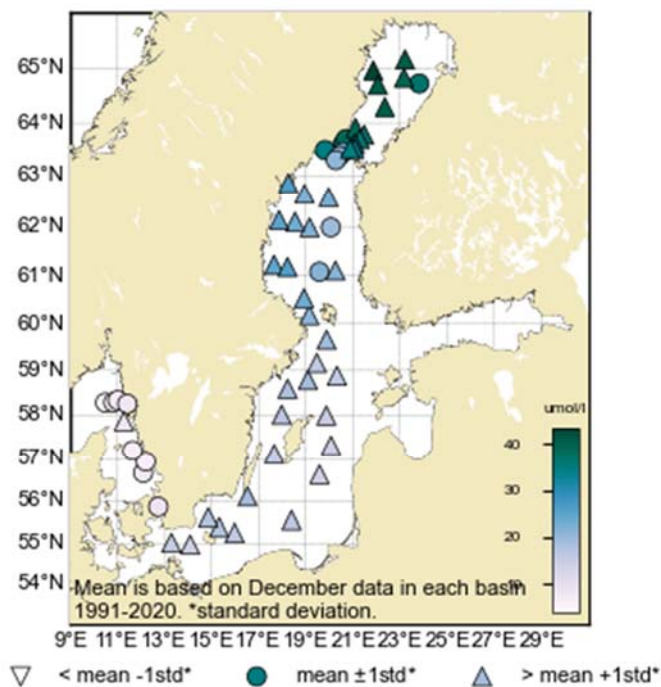 65°N
64°N
63°N
62°N
61°N
60°N
59°N
58°N
57°N
56°N
55°N
54°N
umol/l
40
30
20
10
Mean is based on December data in each basin
1991-2020. *standard deviation.
9°E 11°E 13°E 15°E 17°E 19°E 21°E 23°E 25°E 27°E 29°E
< mean -1std* mean ±1std* > mean +1std*